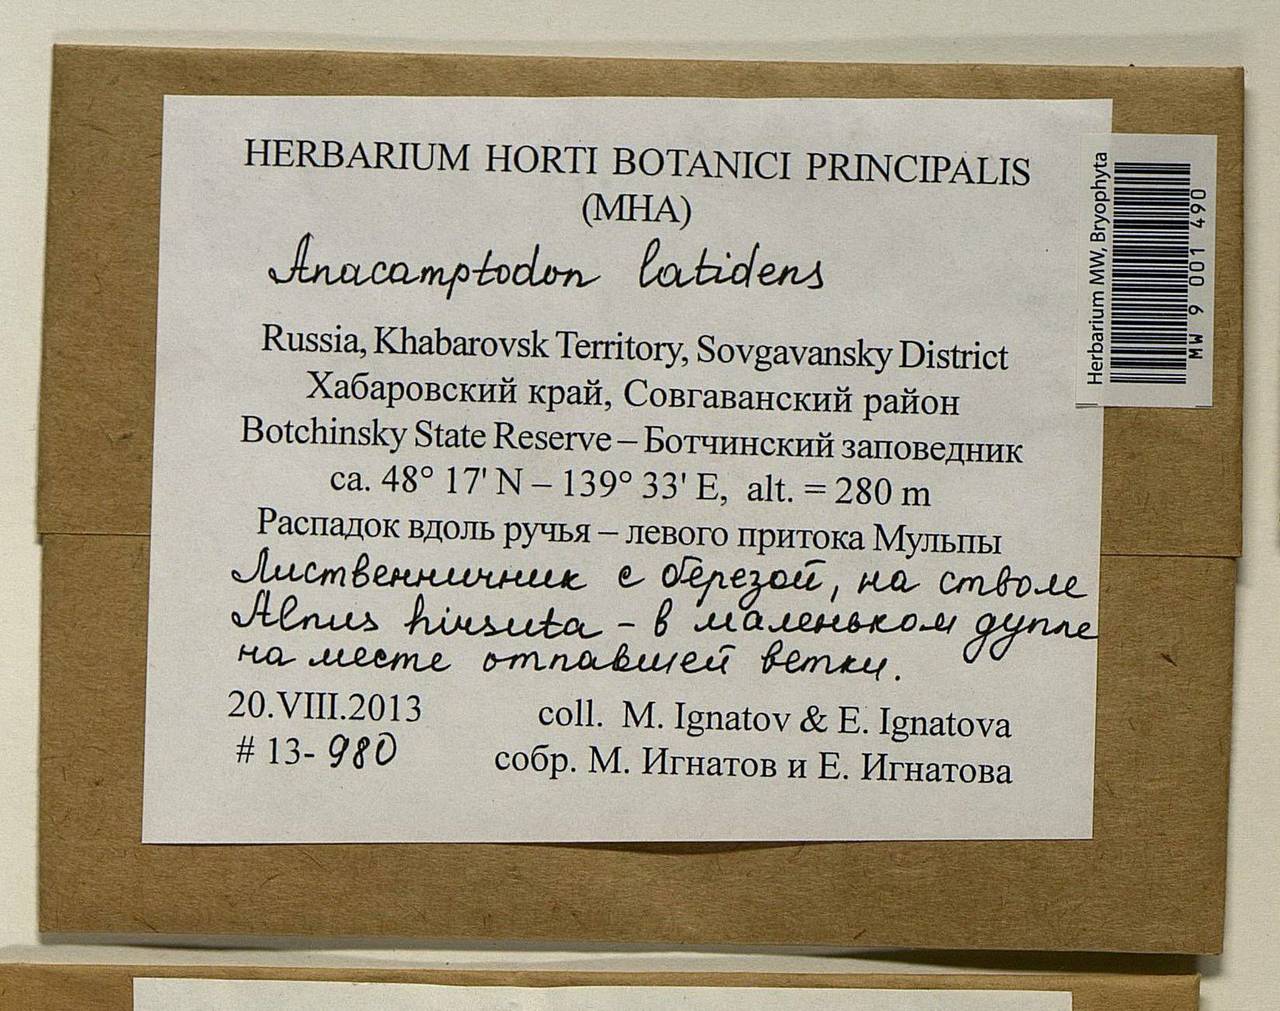 HERBARIUM HORTI BOTANICI PRINCIPALIS
(MHA)
Anacamptodon latidens
Russia, Khabarovsk Territory, Sovgavansky District
Хабаровский край, Совгаванский район
Botchinsky State Reserve – Ботчинский заповедник
ca. 48° 17' N – 139° 33' E, alt. = 280 m
Распадок вдоль ручья – левого притока Мульпы
Лиственничник с березой, на стволе
Alnus hirsuta – в маленьком дупле
на месте отпавшей ветки.
20.VIII.2013 coll. M. Ignatov & E. Ignatova
# 13-980 собр. М. Игнатов и Е. Игнатова
Herbarium MW, Bryophyta
MW 9 001 490